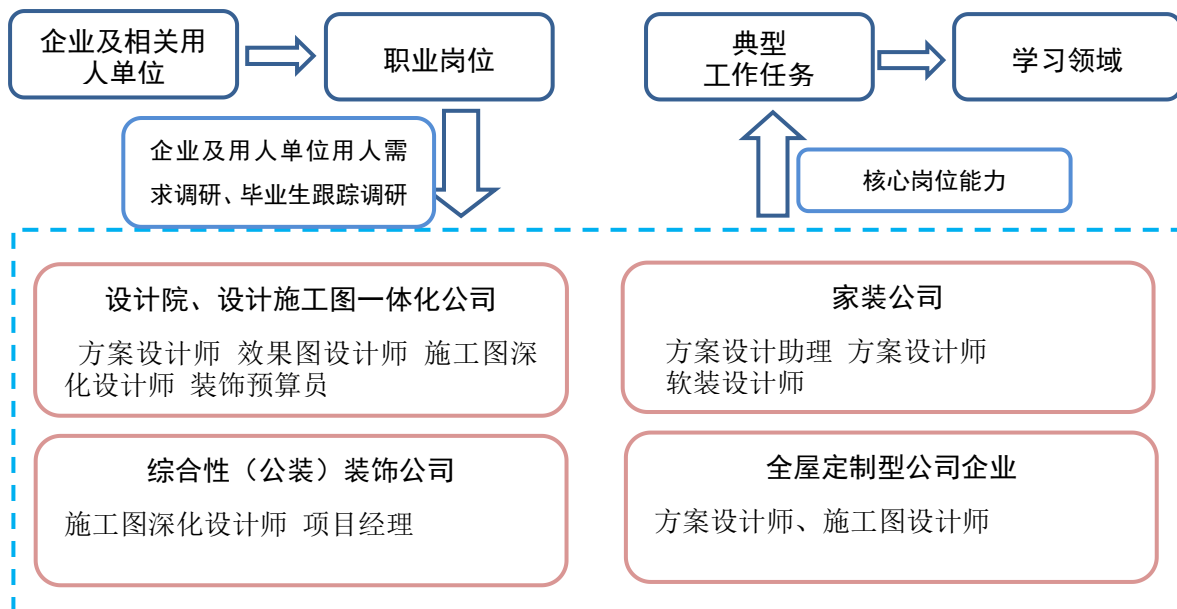 企业及相关用
人单位
职业岗位
典型
工作任务
学习领域
企业及用人单位用人需
求调研、毕业生跟踪调研
核心岗位能力
设计院、设计施工图一体化公司
方案设计师 效果图设计师 施工图深
化设计师 装饰预算员
家装公司
方案设计助理 方案设计师
软装设计师
综合性（公装）装饰公司
施工图深化设计师 项目经理
全屋定制型公司企业
方案设计师、施工图设计师